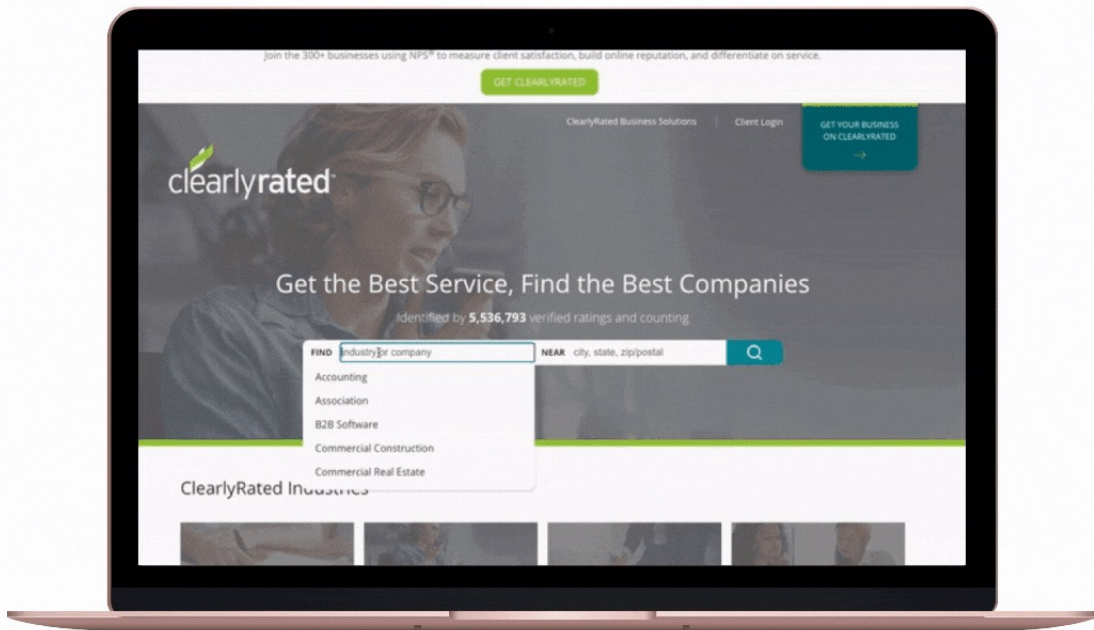 Join the 300+ businesses using NPS® to measure client satisfaction, build online reputation, and differentiate on service.
GET CLEARLYRATED
ClearlyRated Business Solutions | Client Login
GET YOUR BUSINESS
ON CLEARLYRATED
→
clearlyrated
Get the Best Service, Find the Best Companies
Identified by 5,536,793 verified ratings and counting
FIND industry or company NEAR city, state, zip/postal
Accounting
Association
B2B Software
Commercial Construction
Commercial Real Estate
ClearlyRated Industries